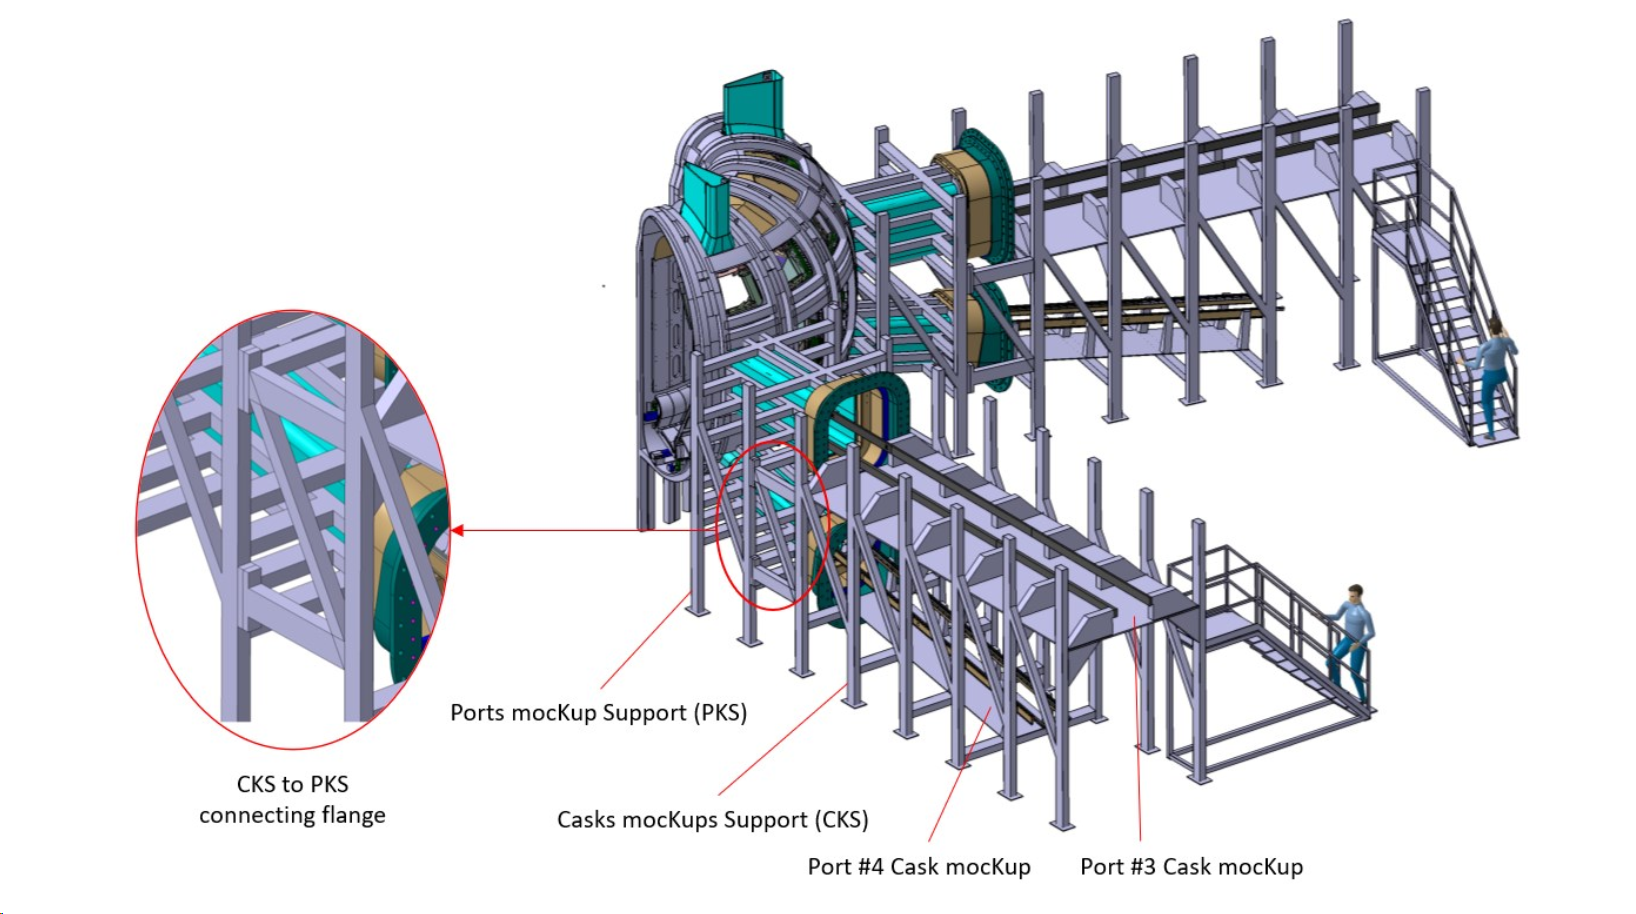 Ports mocKup Support (PKS)
CKS to PKS
connecting flange
Casks mocKups Support (CKS)
Port #4 Cask mocKup
Port #3 Cask mocKup